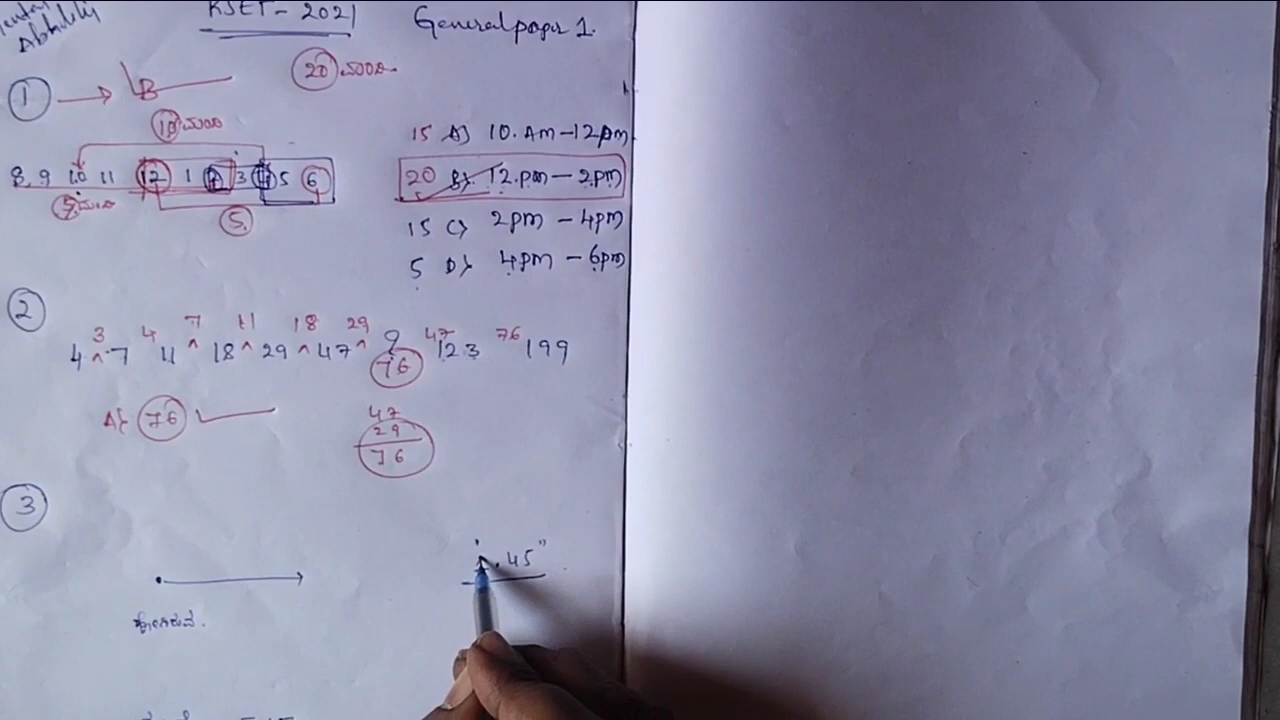 Abhikh
KSET - 2021 General paper 1.
1 → B 20 ಮಂದಿ.
10 ಮಂದಿ
15 A) 10.Am - 12pm
8, 9 10 11 12 1 2 3 4 5 6
20 B) 12.pm - 2pm
5 ಮಂದಿ 5.
15 C) 2pm - 4pm
5 D) 4pm - 6pm
2
3 4 7 11 18 29 47 76
4 7 11 18 29 47 ? 123 199
76
A) 76
47
29
76
3
. 45"